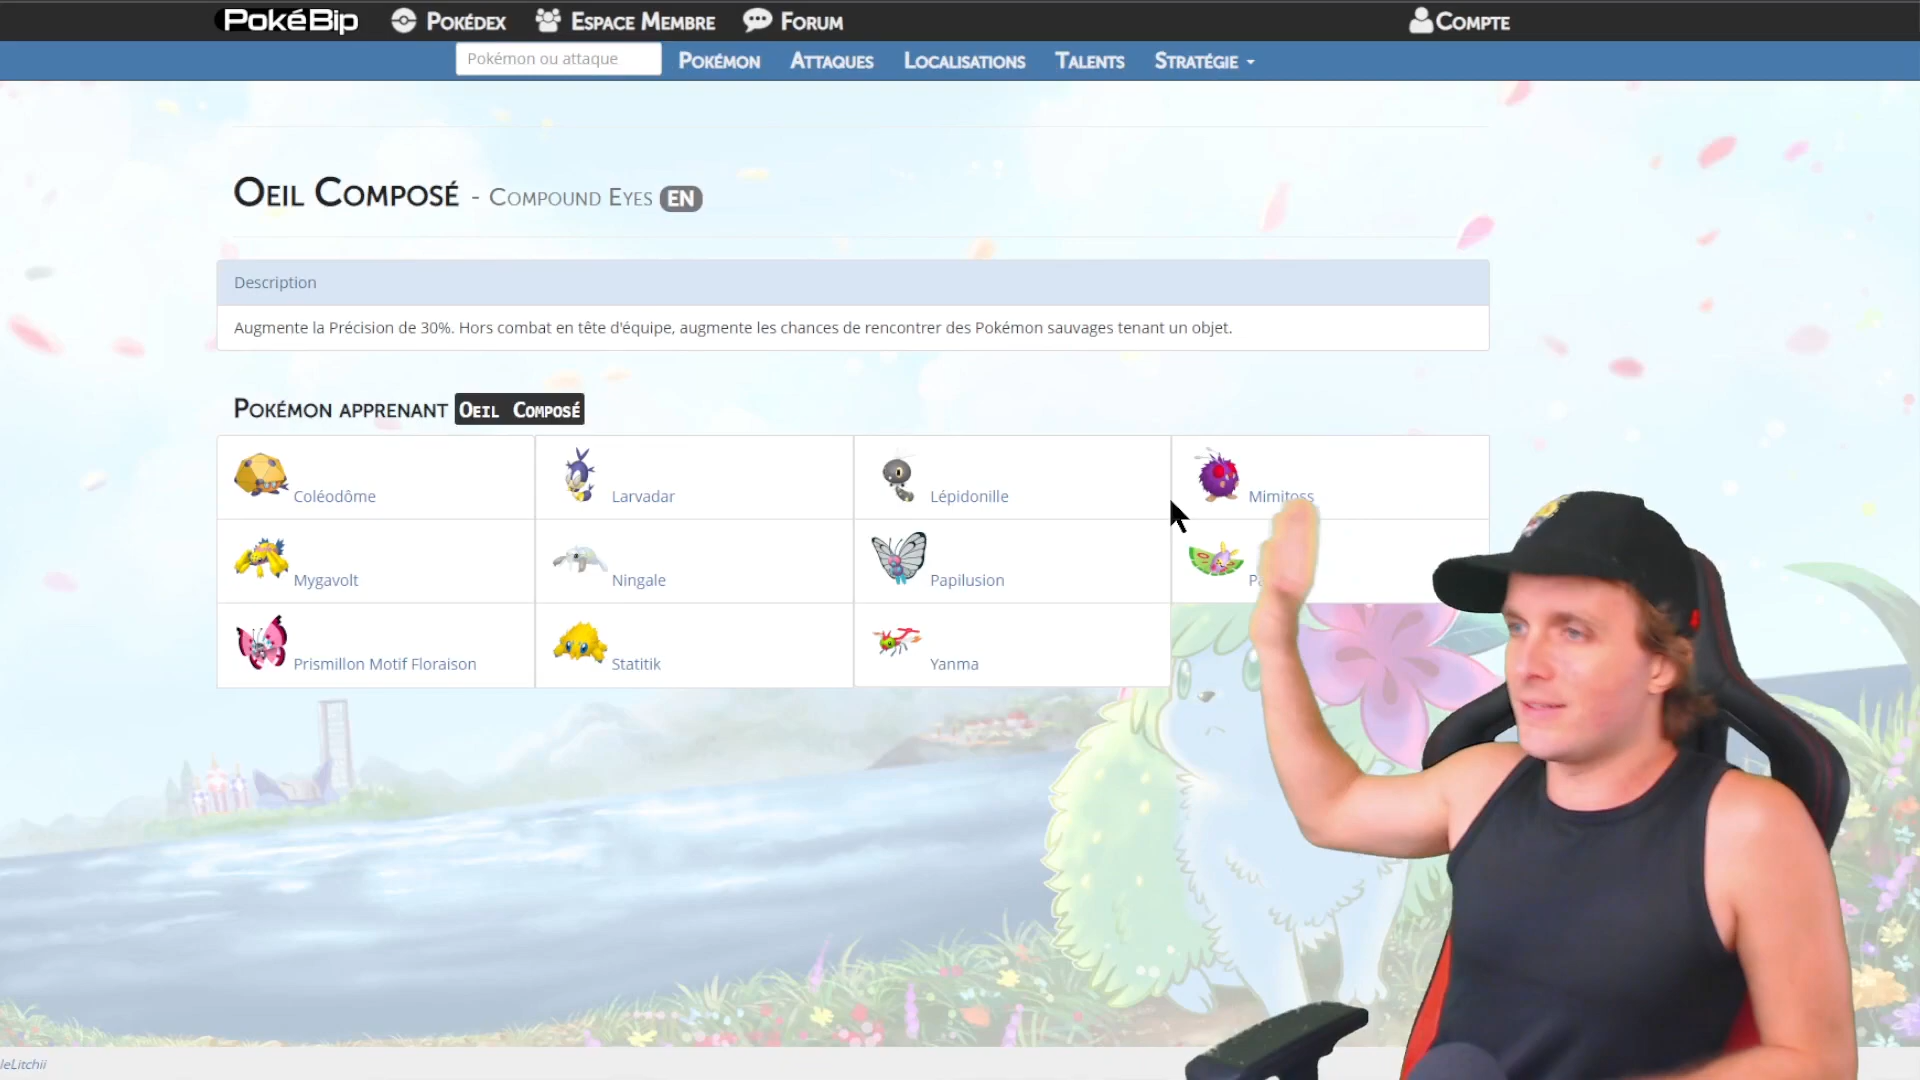 PokéBip
Pokédex
Espace Membre
Forum
Compte
Pokémon ou attaque
Pokémon
Attaques
Localisations
Talents
Stratégie
Oeil Composé - Compound Eyes EN
Description
Augmente la Précision de 30%. Hors combat en tête d'équipe, augmente les chances de rencontrer des Pokémon sauvages tenant un objet.
Pokémon apprenant Oeil Composé
Coléodôme
Larvadar
Lépidonille
Mimitoss
Mygavolt
Ningale
Papilusion
Prismillon Motif Floraison
Statitik
Yanma
leLitchii